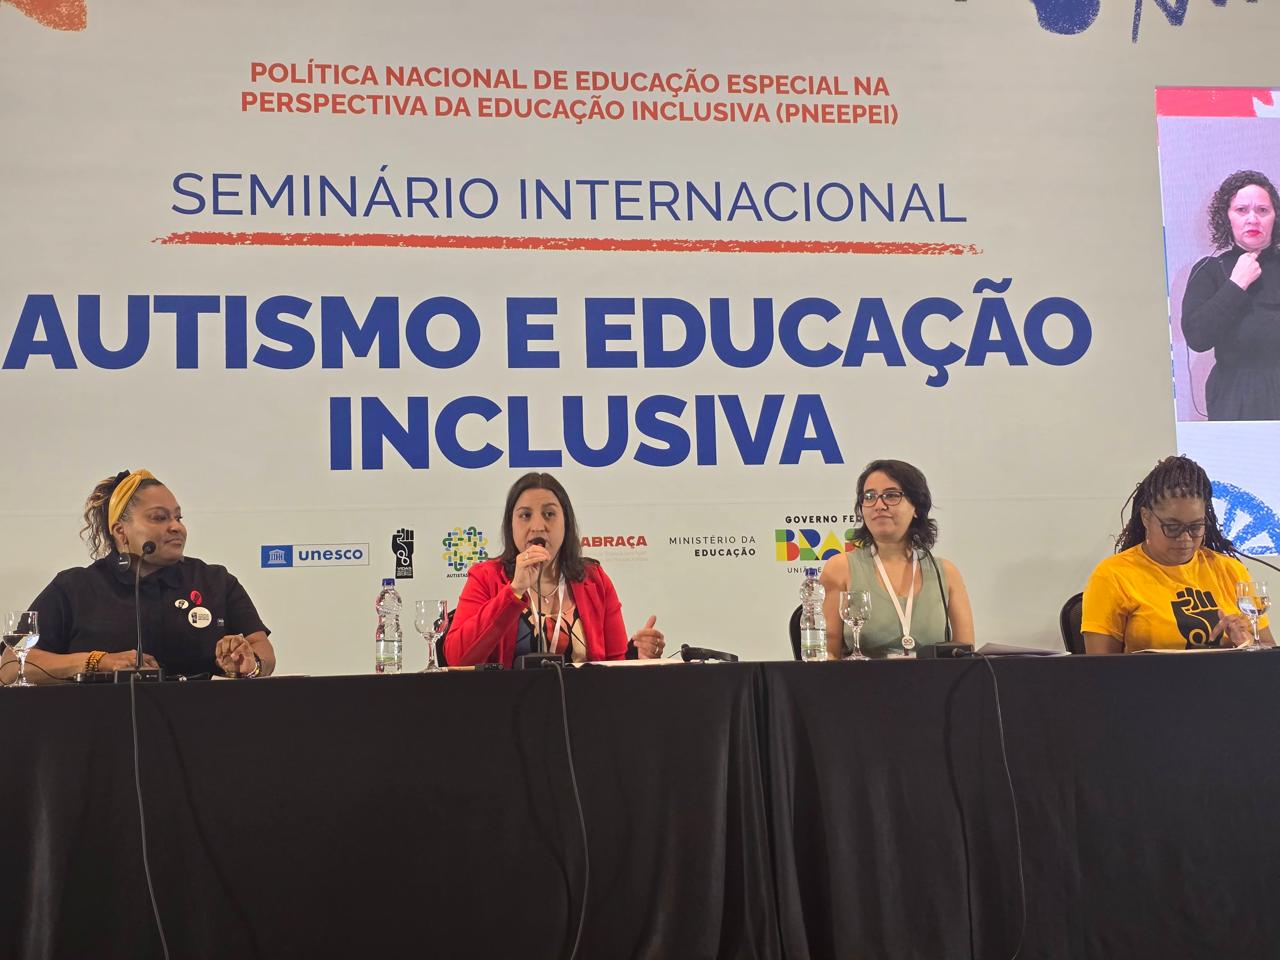 POLÍTICA NACIONAL DE EDUCAÇÃO ESPECIAL NA
PERSPECTIVA DA EDUCAÇÃO INCLUSIVA (PNEEPEI)
SEMINÁRIO INTERNACIONAL
AUTISMO E EDUCAÇÃO
INCLUSIVA
unesco
ABRAÇA
MINISTÉRIO DA
EDUCAÇÃO
GOVERNO FE
BRAS